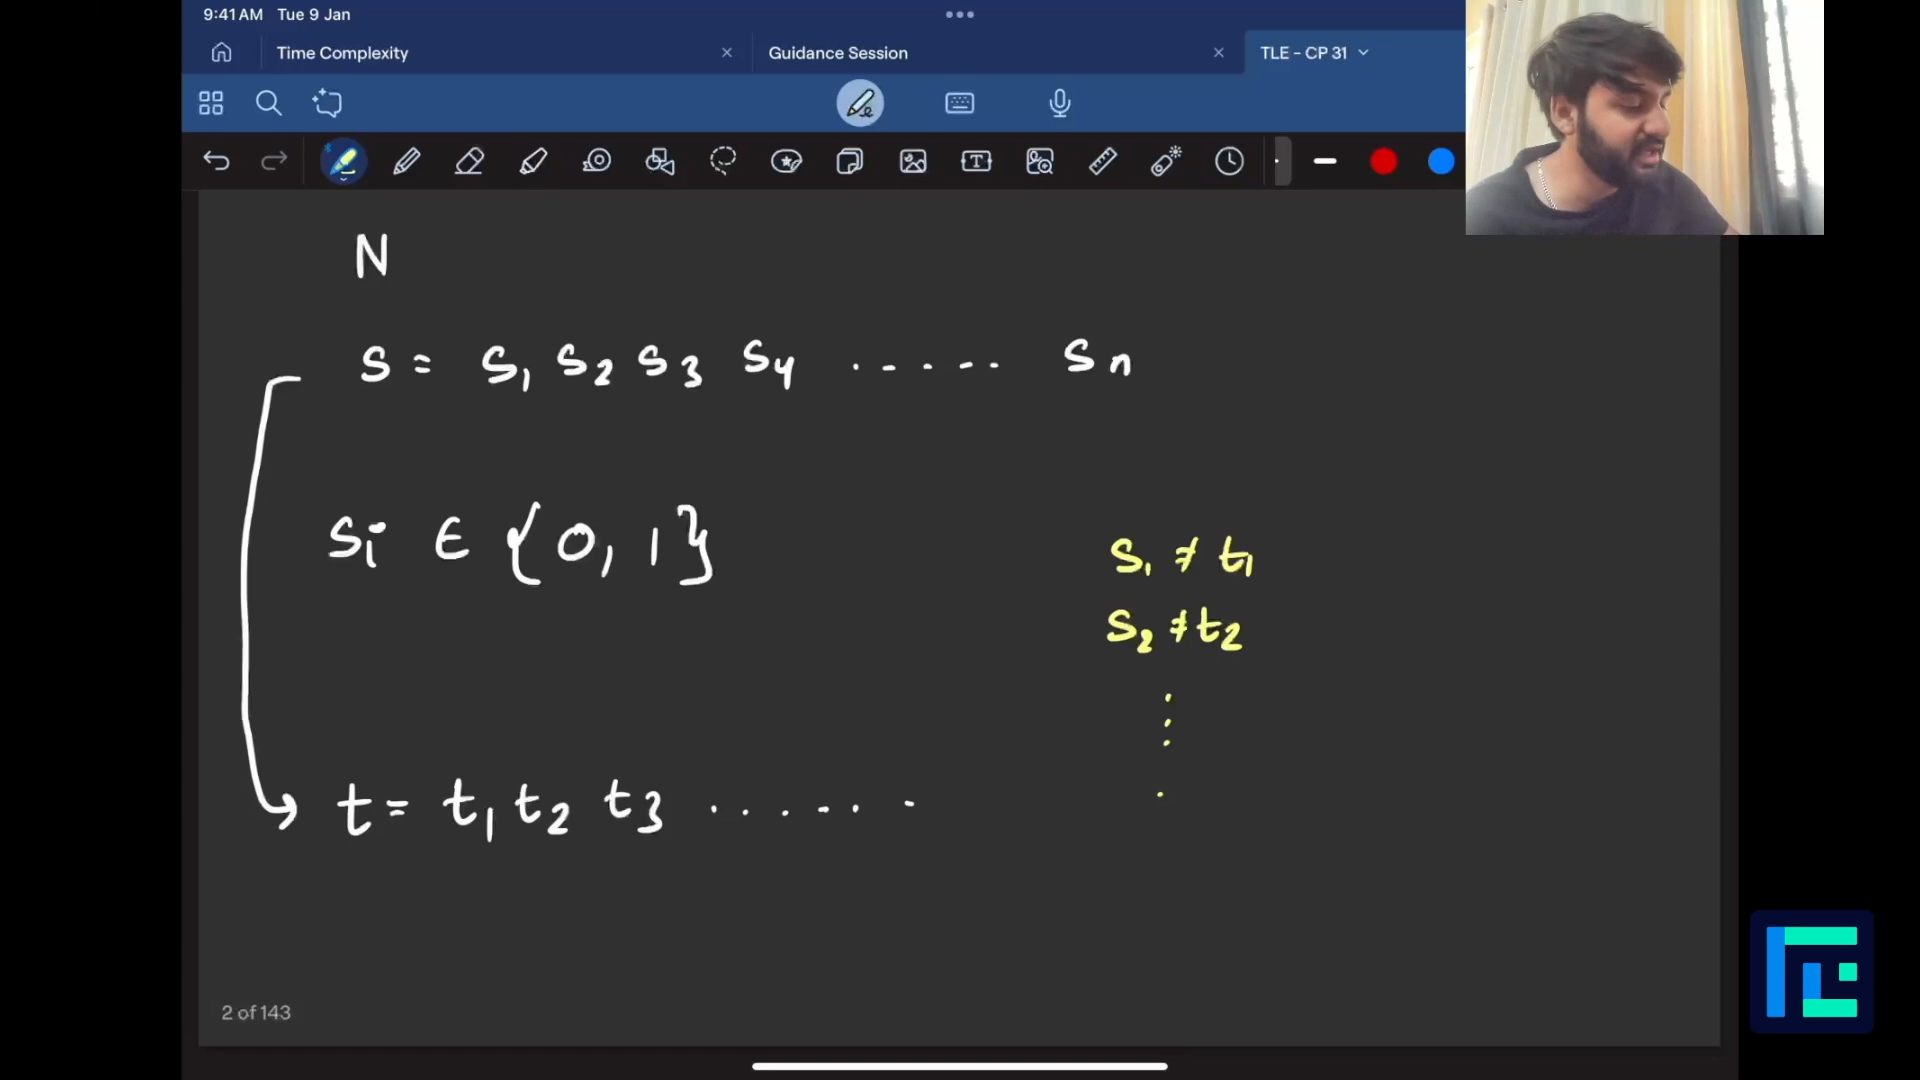 9:41 AM Tue 9 Jan
Time Complexity
Guidance Session
TLE - CP 31
N
S = S1 S2 S3 S4 ..... Sn
Si ∈ {0, 1}
S1 ≠ t1
S2 ≠ t2
t = t1 t2 t3 ......
2 of 143